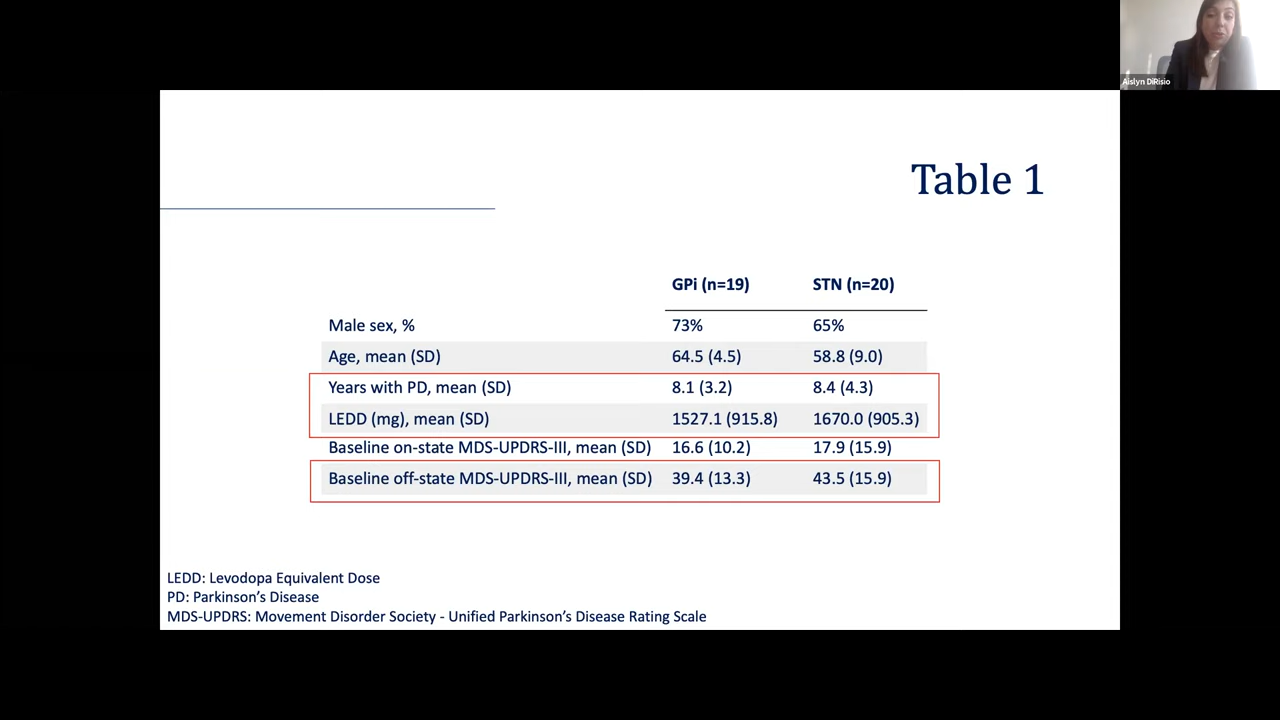 Aislyn DiRisio
Table 1
GPi (n=19) STN (n=20)
Male sex, % 73% 65%
Age, mean (SD) 64.5 (4.5) 58.8 (9.0)
Years with PD, mean (SD) 8.1 (3.2) 8.4 (4.3)
LEDD (mg), mean (SD) 1527.1 (915.8) 1670.0 (905.3)
Baseline on-state MDS-UPDRS-III, mean (SD) 16.6 (10.2) 17.9 (15.9)
Baseline off-state MDS-UPDRS-III, mean (SD) 39.4 (13.3) 43.5 (15.9)
LEDD: Levodopa Equivalent Dose
PD: Parkinson’s Disease
MDS-UPDRS: Movement Disorder Society - Unified Parkinson’s Disease Rating Scale